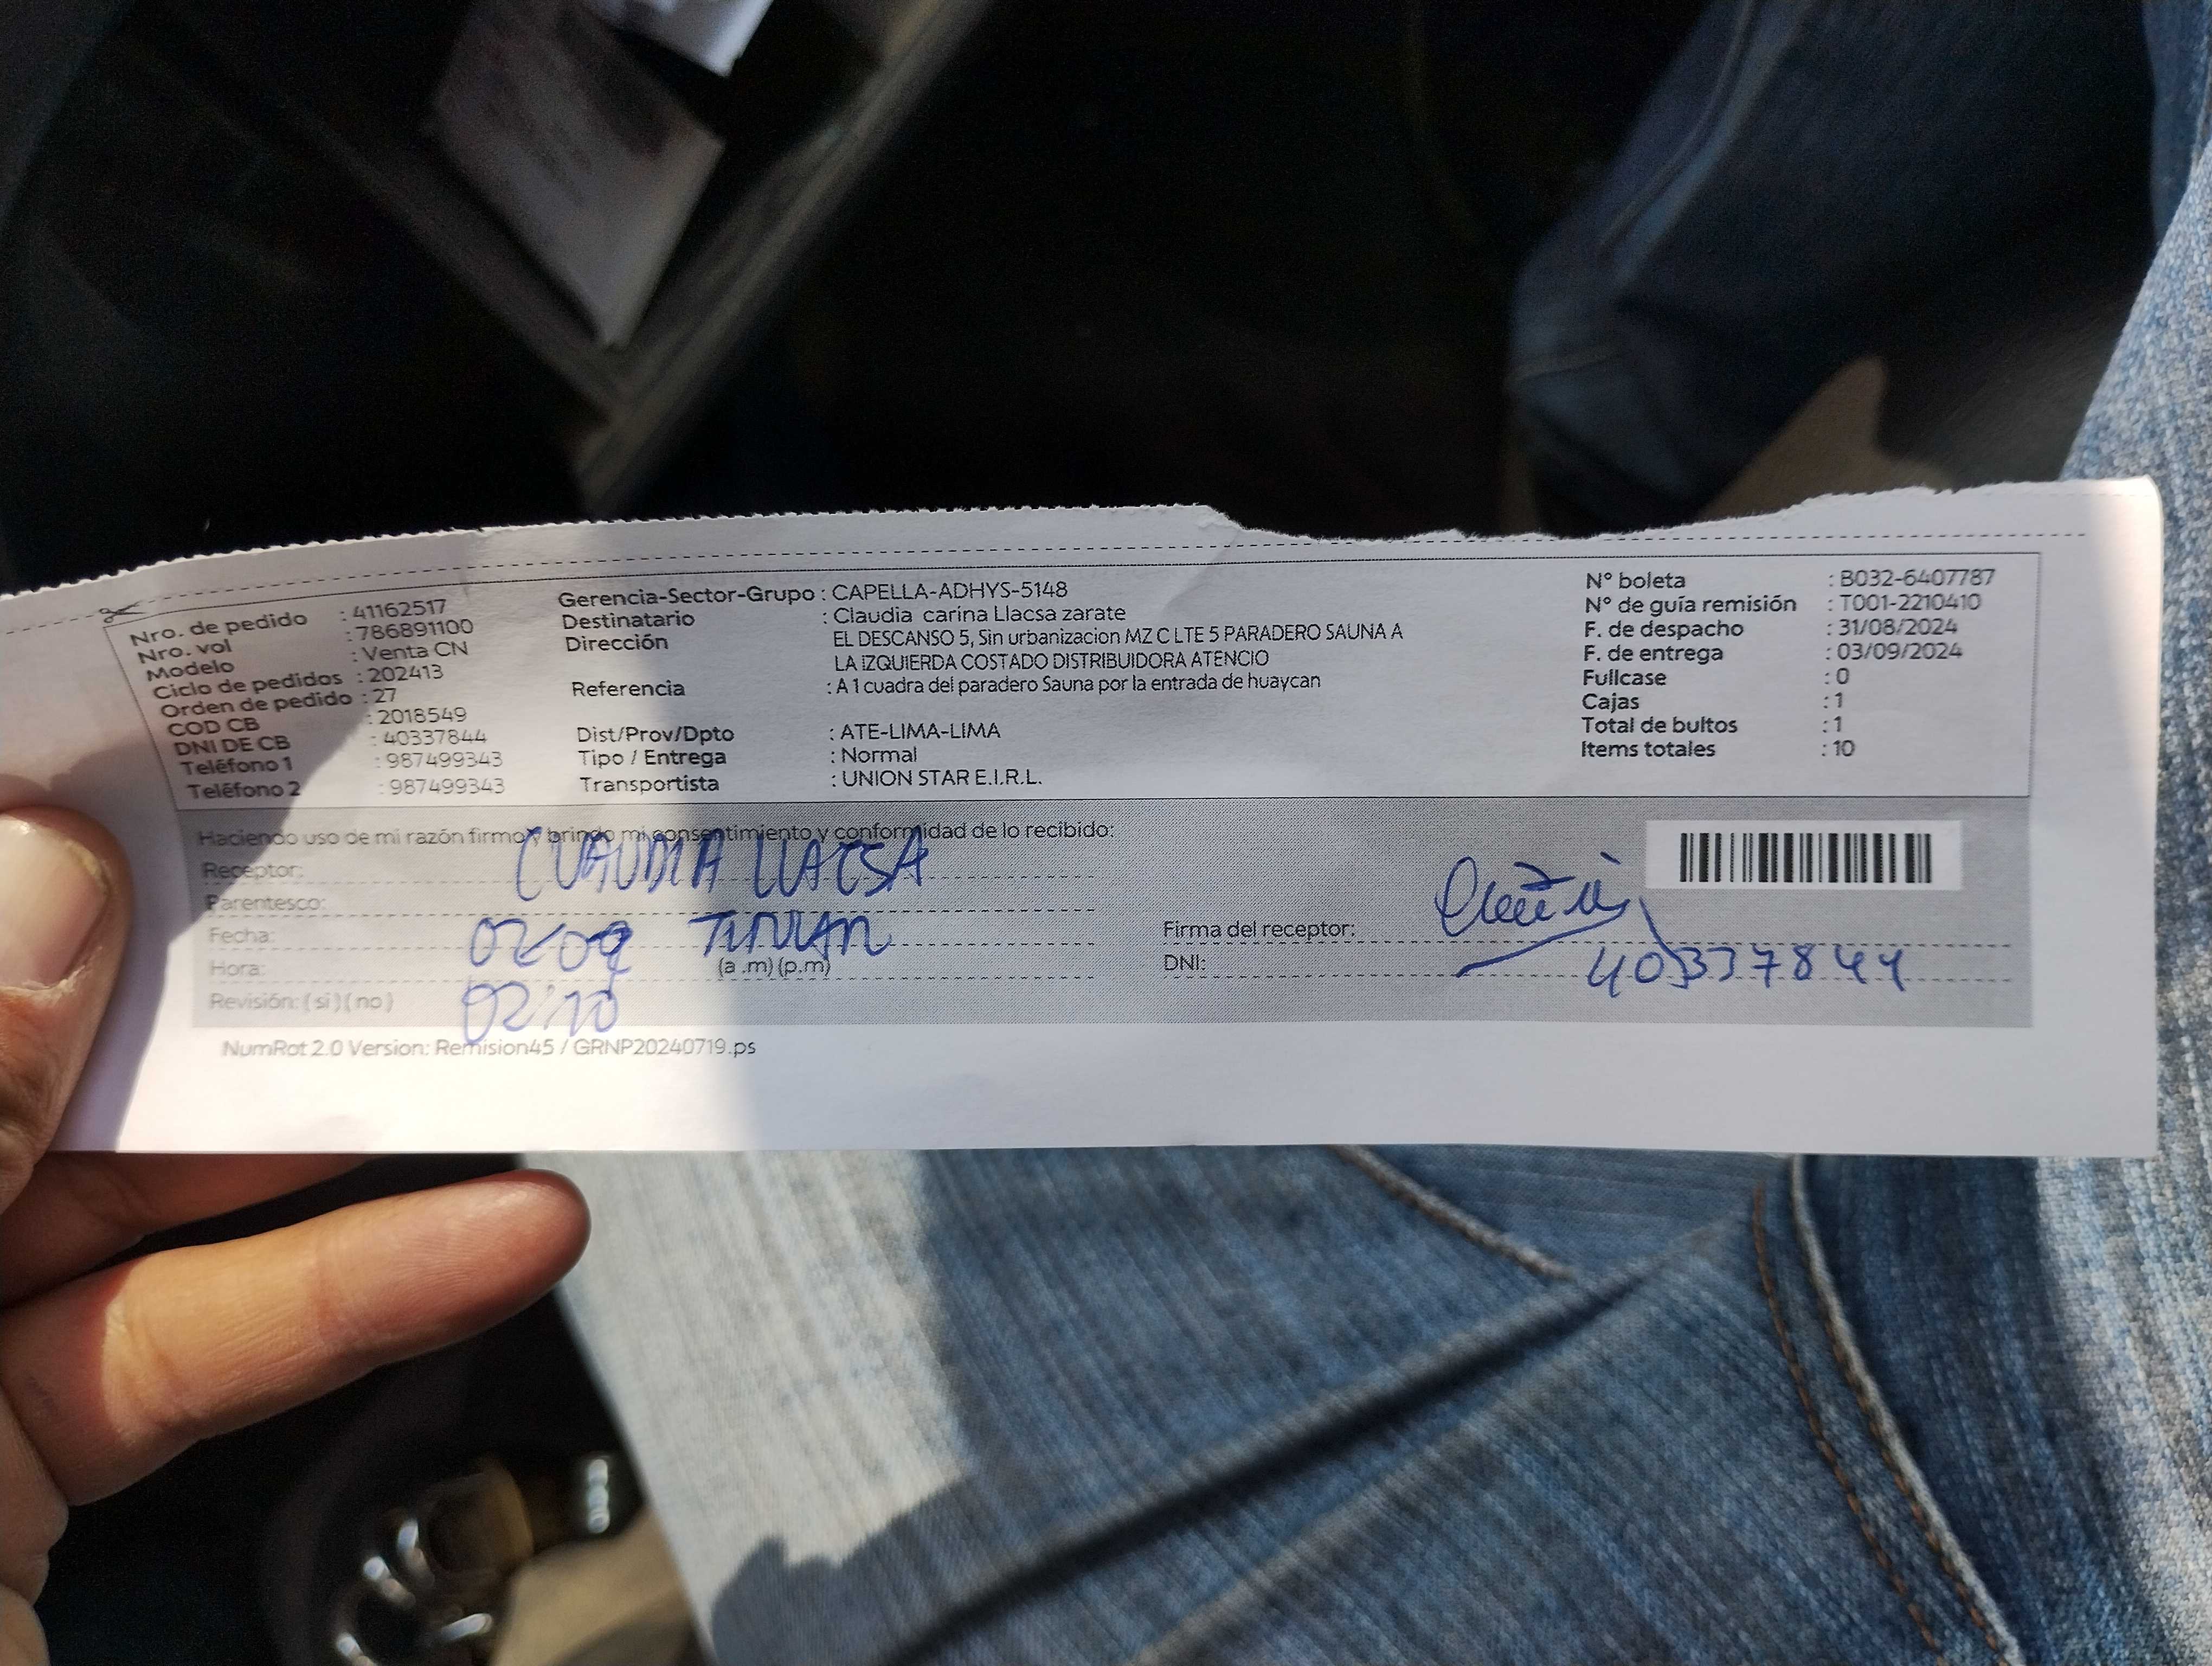 Nro. de pedido : 41162517
Nro. vol : 786891100
Modelo : Venta CN
Ciclo de pedidos : 202413
Orden de pedido : 27
COD CB : 2018549
DNI DE CB : 40337844
Teléfono 1 : 987499343
Teléfono 2 : 987499343
Gerencia-Sector-Grupo : CAPELLA-ADHYS-5148
Destinatario : Claudia carina Llacsa zarate
Dirección EL DESCANSO 5, Sin urbanizacion MZ C LTE 5 PARADERO SAUNA A
LA IZQUIERDA COSTADO DISTRIBUIDORA ATENCIO
Referencia : A 1 cuadra del paradero Sauna por la entrada de huaycan
Dist/Prov/Dpto : ATE-LIMA-LIMA
Tipo / Entrega : Normal
Transportista : UNION STAR E.I.R.L.
N° boleta : B032-6407787
N° de guía remisión : T001-2210410
F. de despacho : 31/08/2024
F. de entrega : 03/09/2024
Fullcase : 0
Cajas : 1
Total de bultos : 1
Items totales : 10
Haciendo uso de mi razón firmo y brindo mi consentimiento y conformidad de lo recibido:
Receptor: CLAUDIA LLACSA
Parentesco:
Fecha: 02 09
Hora: (a .m) (p.m)
Revisión: ( si ) ( no ) 02:10
Firma del receptor:
DNI: 40337844
NumRot 2.0 Version: Remision45 / GRNP20240719.ps